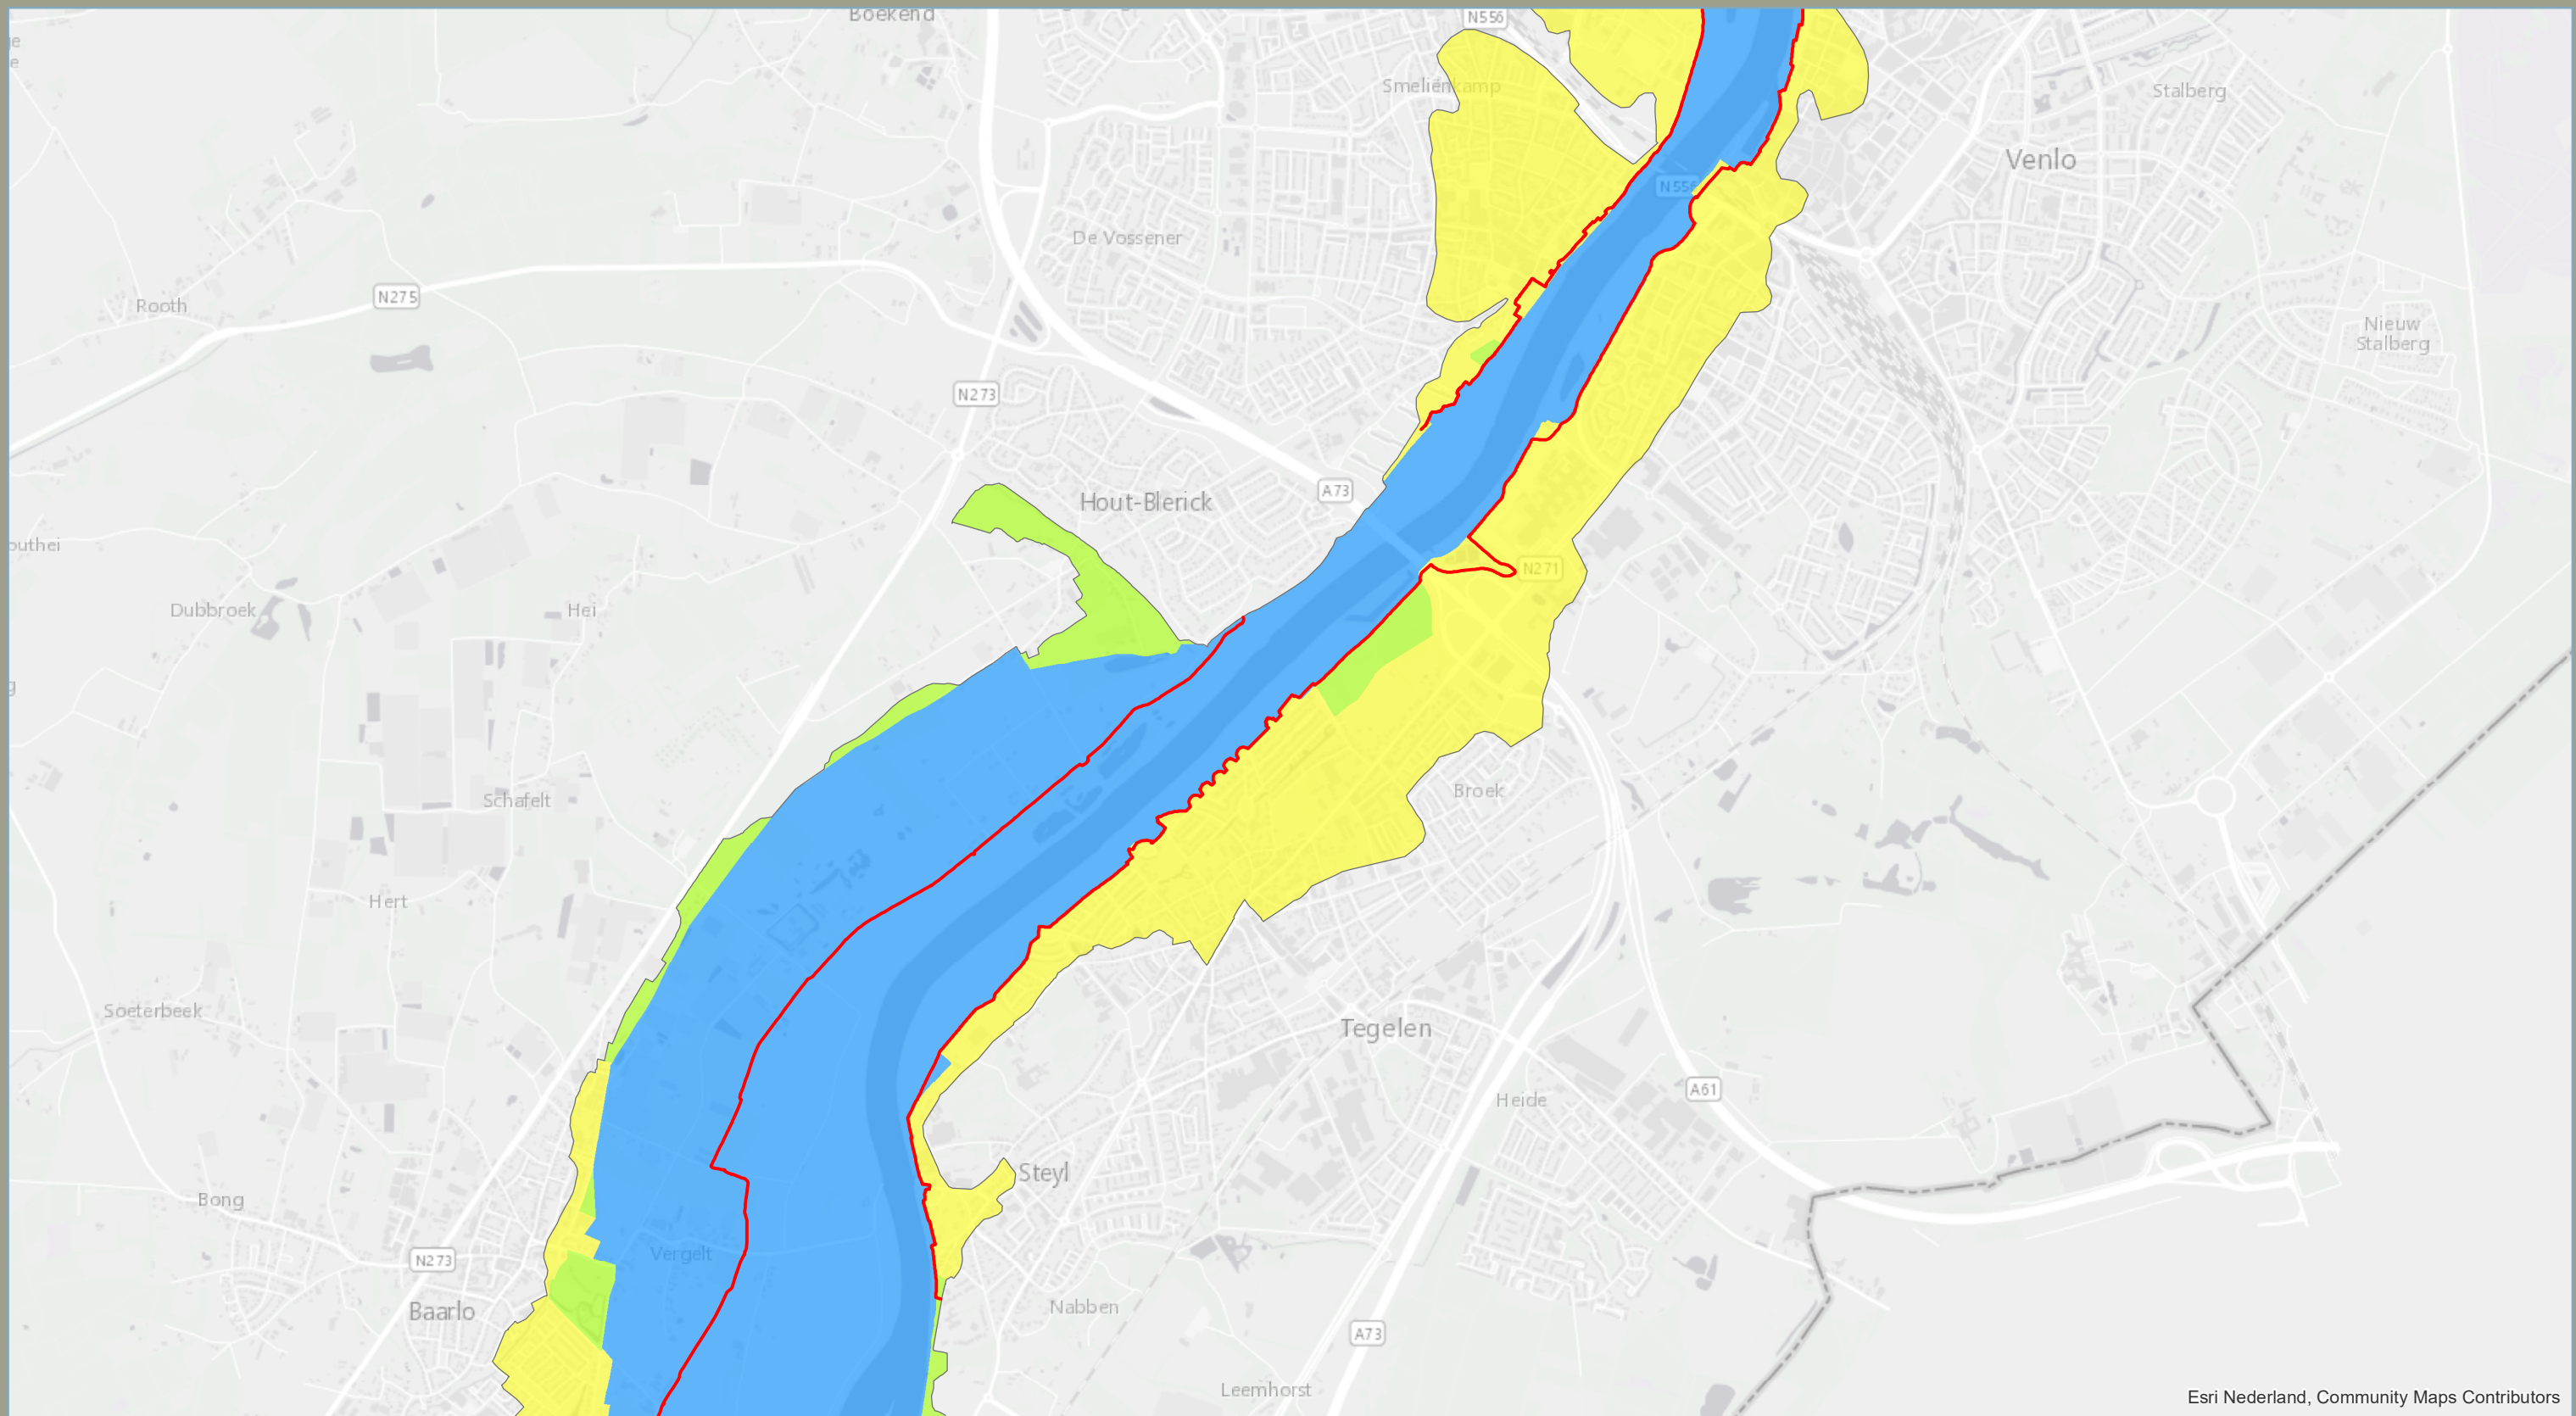 Boekend
N556
Smeliënkamp
Stalberg
Venlo
N556
De Vossener
N275
Rooth
Nieuw
Stalberg
N273
A73
Hout-Blerick
N271
Dubbroek
Hei
Broek
Schafelt
Hert
Soeterbeek
Tegelen
A61
Heide
Steyl
Bong
Vergelt
N273
Baarlo
Nabben
A73
Leemhorst
Esri Nederland, Community Maps Contributors